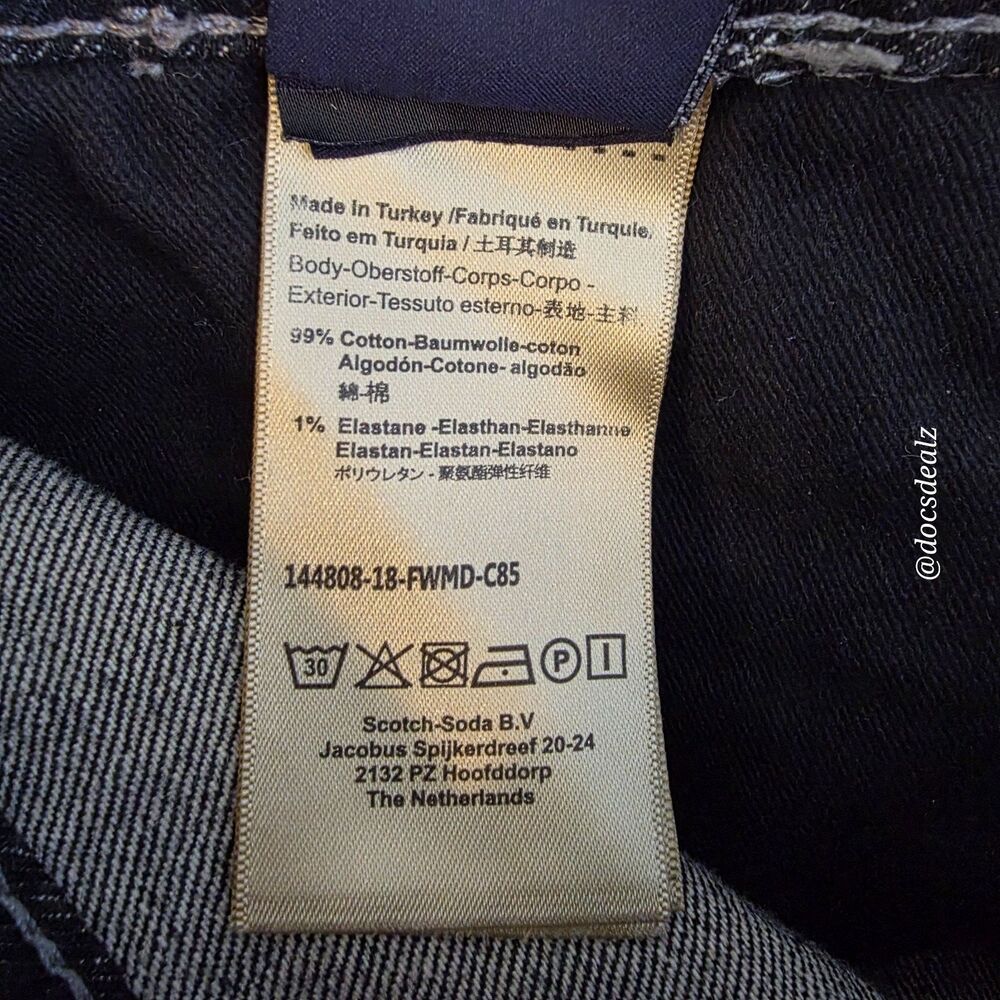 Made in Turkey /Fabriqué en Turquie,
Feito em Turquia / 土耳其制造
Body-Oberstoff-Corps-Corpo -
Exterior-Tessuto esterno-表地-主料
99% Cotton-Baumwolle-coton
Algodón-Cotone- algodão
綿-棉
1% Elastane -Elasthan-Elasthanne
Elastan-Elastan-Elastano
ポリウレタン - 聚氨酯弹性纤维
144808-18-FWMD-C85
30
P
Scotch-Soda B.V
Jacobus Spijkerdreef 20-24
2132 PZ Hoofddorp
The Netherlands
@docsdealz